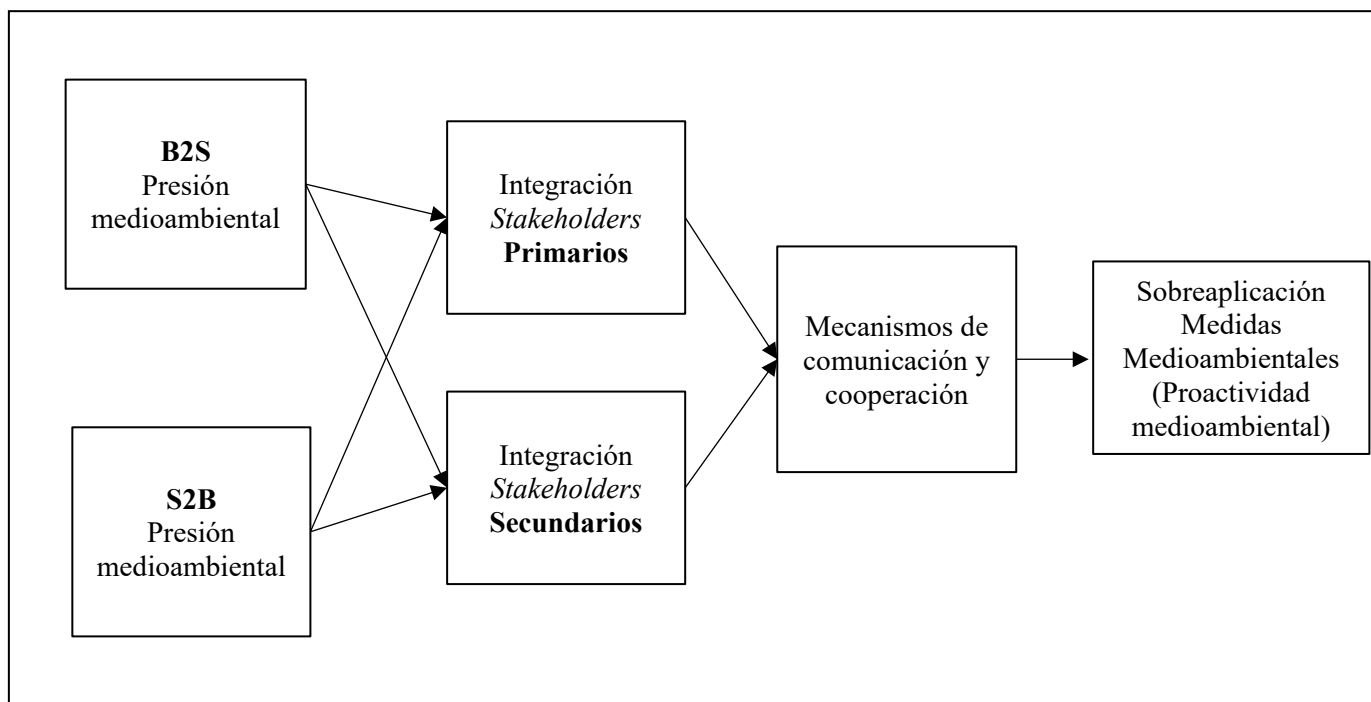 B2S
Presión
medioambiental
S2B
Presión
medioambiental
Integración
Stakeholders
Primarios
Integración
Stakeholders
Secundarios
Mecanismos de
comunicación y
cooperación
Sobreaplicación
Medidas
Medioambientales
(Proactividad
medioambiental)